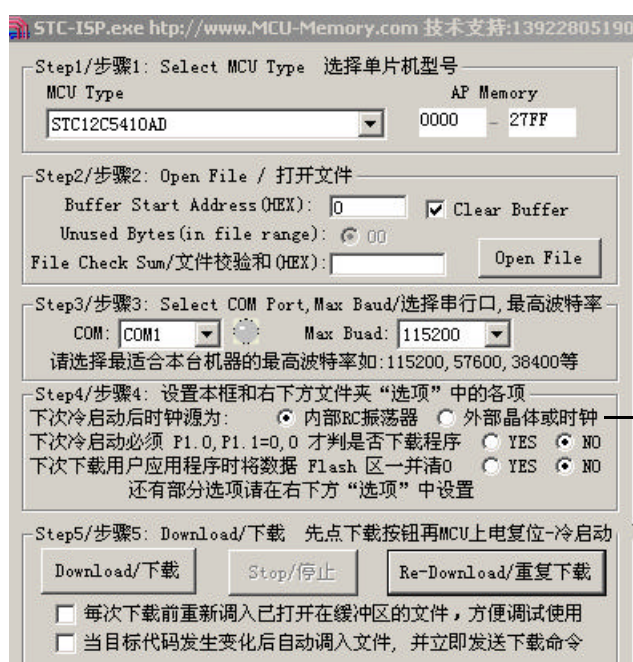 STC-ISP.exe htp://www.MCU-Memory.com 技术支持:13922805190
Step1/步骤1: Select MCU Type 选择单片机型号
MCU Type AP Memory
STC12C5410AD 0000 - 27FF
Step2/步骤2: Open File / 打开文件
Buffer Start Address(HEX): 0 Clear Buffer
Unused Bytes(in file range): 00
File Check Sum/文件校验和(HEX): Open File
Step3/步骤3: Select COM Port,Max Baud/选择串行口,最高波特率
COM: COM1 Max Buad: 115200
请选择最适合本台机器的最高波特率如:115200,57600,38400等
Step4/步骤4: 设置本框和右下方文件夹“选项”中的各项
下次冷启动后时钟源为: 内部RC振荡器 外部晶体或时钟
下次冷启动必须 P1.0,P1.1=0,0 才判是否下载程序 YES NO
下次下载用户应用程序时将数据 Flash 区一并清0 YES NO
还有部分选项请在右下方“选项”中设置
Step5/步骤5: Download/下载 先点下载按钮再MCU上电复位-冷启动
Download/下载 Stop/停止 Re-Download/重复下载
每次下载前重新调入已打开在缓冲区的文件,方便调试使用
当目标代码发生变化后自动调入文件, 并立即发送下载命令